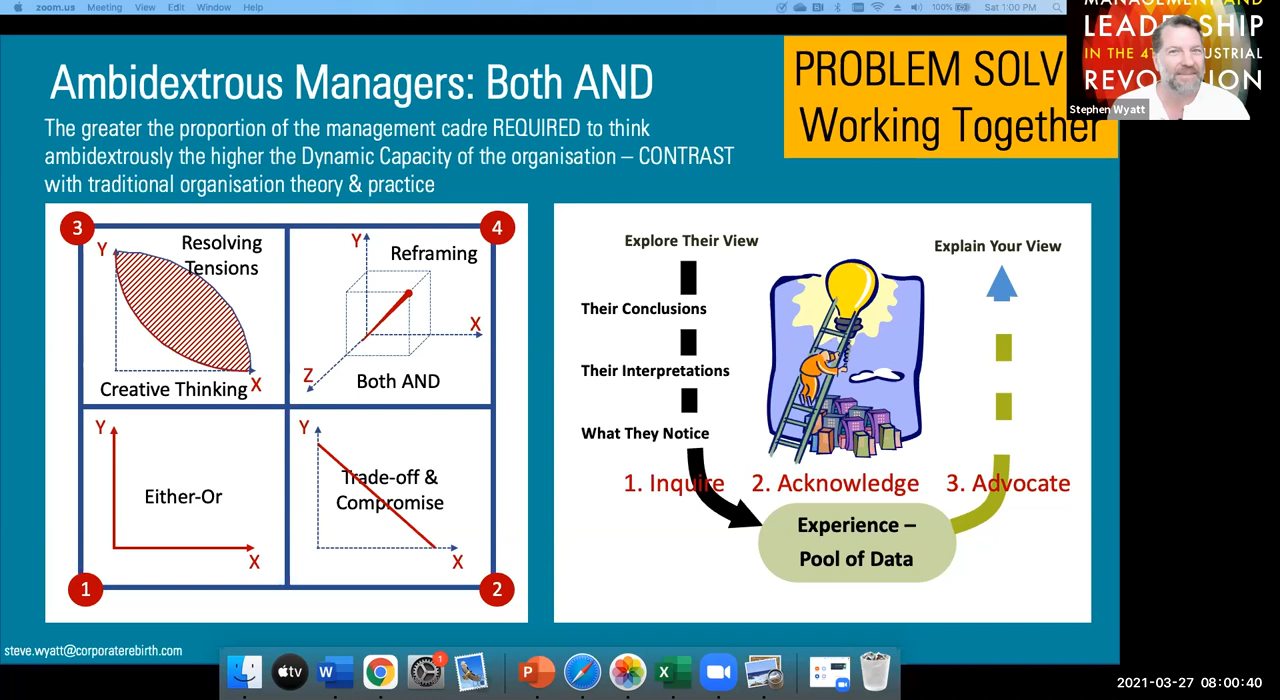 zoom.us Meeting View Edit Window Help
100% Sat 1:00 PM
Ambidextrous Managers: Both AND
The greater the proportion of the management cadre REQUIRED to think
ambidextrously the higher the Dynamic Capacity of the organisation – CONTRAST
with traditional organisation theory & practice
PROBLEM SOLV
Working Together
MANAGEMENT AND
LEADERSHIP
IN THE 4T INDUSTRIAL
REVOLUTION
Stephen Wyatt
3
Y
Resolving
Tensions
Creative Thinking
X
4
Y
Reframing
X
Z
Both AND
Y
Either-Or
X
1
Y
Trade-off &
Compromise
X
2
Explore Their View
Their Conclusions
Their Interpretations
What They Notice
Explain Your View
1. Inquire
2. Acknowledge
3. Advocate
Experience –
Pool of Data
steve.wyatt@corporaterebirth.com
tv
W
1
P
X
2021-03-27 08:00:40